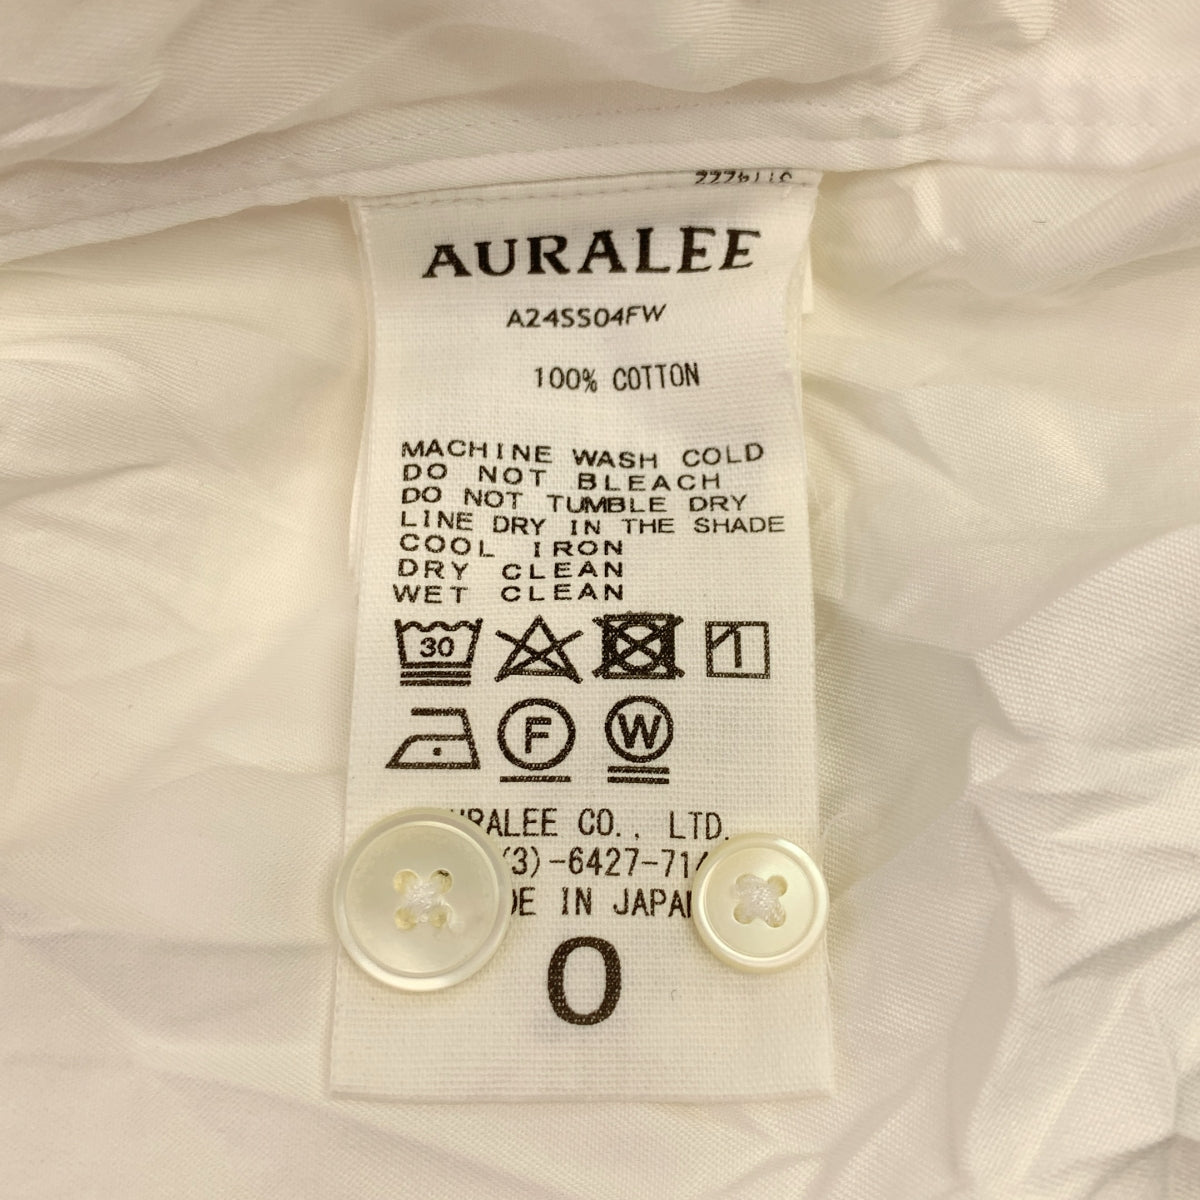 AURALEE
A24SS04FW
100% COTTON
MACHINE WASH COLD
DO NOT BLEACH
DO NOT TUMBLE DRY
LINE DRY IN THE SHADE
COOL IRON
DRY CLEAN
WET CLEAN
30
F W
URALEE CO., LTD.
(3)-6427-71
DE IN JAPAN
0